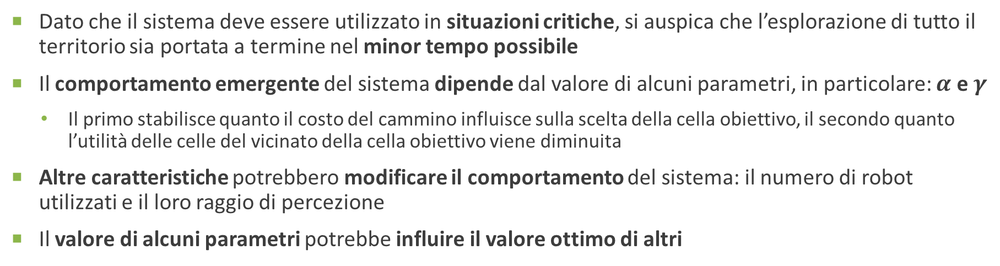 ▪ Dato che il sistema deve essere utilizzato in situazioni critiche, si auspica che l’esplorazione di tutto il
territorio sia portata a termine nel minor tempo possibile
▪ Il comportamento emergente del sistema dipende dal valore di alcuni parametri, in particolare: α e γ
• Il primo stabilisce quanto il costo del cammino influisce sulla scelta della cella obiettivo, il secondo quanto
l’utilità delle celle del vicinato della cella obiettivo viene diminuita
▪ Altre caratteristiche potrebbero modificare il comportamento del sistema: il numero di robot
utilizzati e il loro raggio di percezione
▪ Il valore di alcuni parametri potrebbe influire il valore ottimo di altri